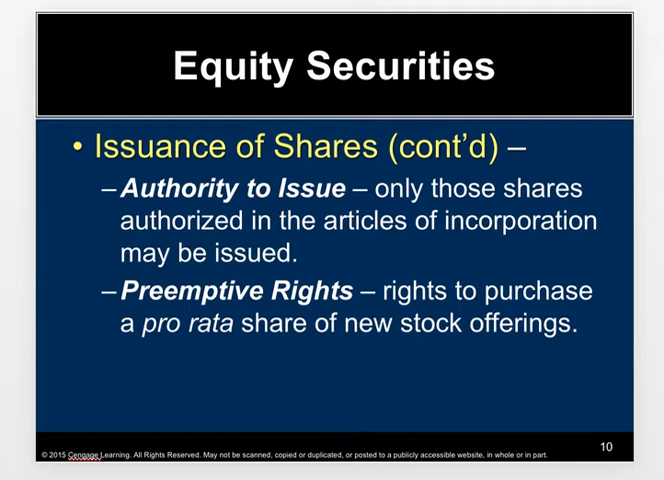 Equity Securities
• Issuance of Shares (cont’d) –
–Authority to Issue – only those shares
authorized in the articles of incorporation
may be issued.
–Preemptive Rights – rights to purchase
a pro rata share of new stock offerings.
10
© 2015 Cengage Learning. All Rights Reserved. May not be scanned, copied or duplicated, or posted to a publicly accessible website, in whole or in part.